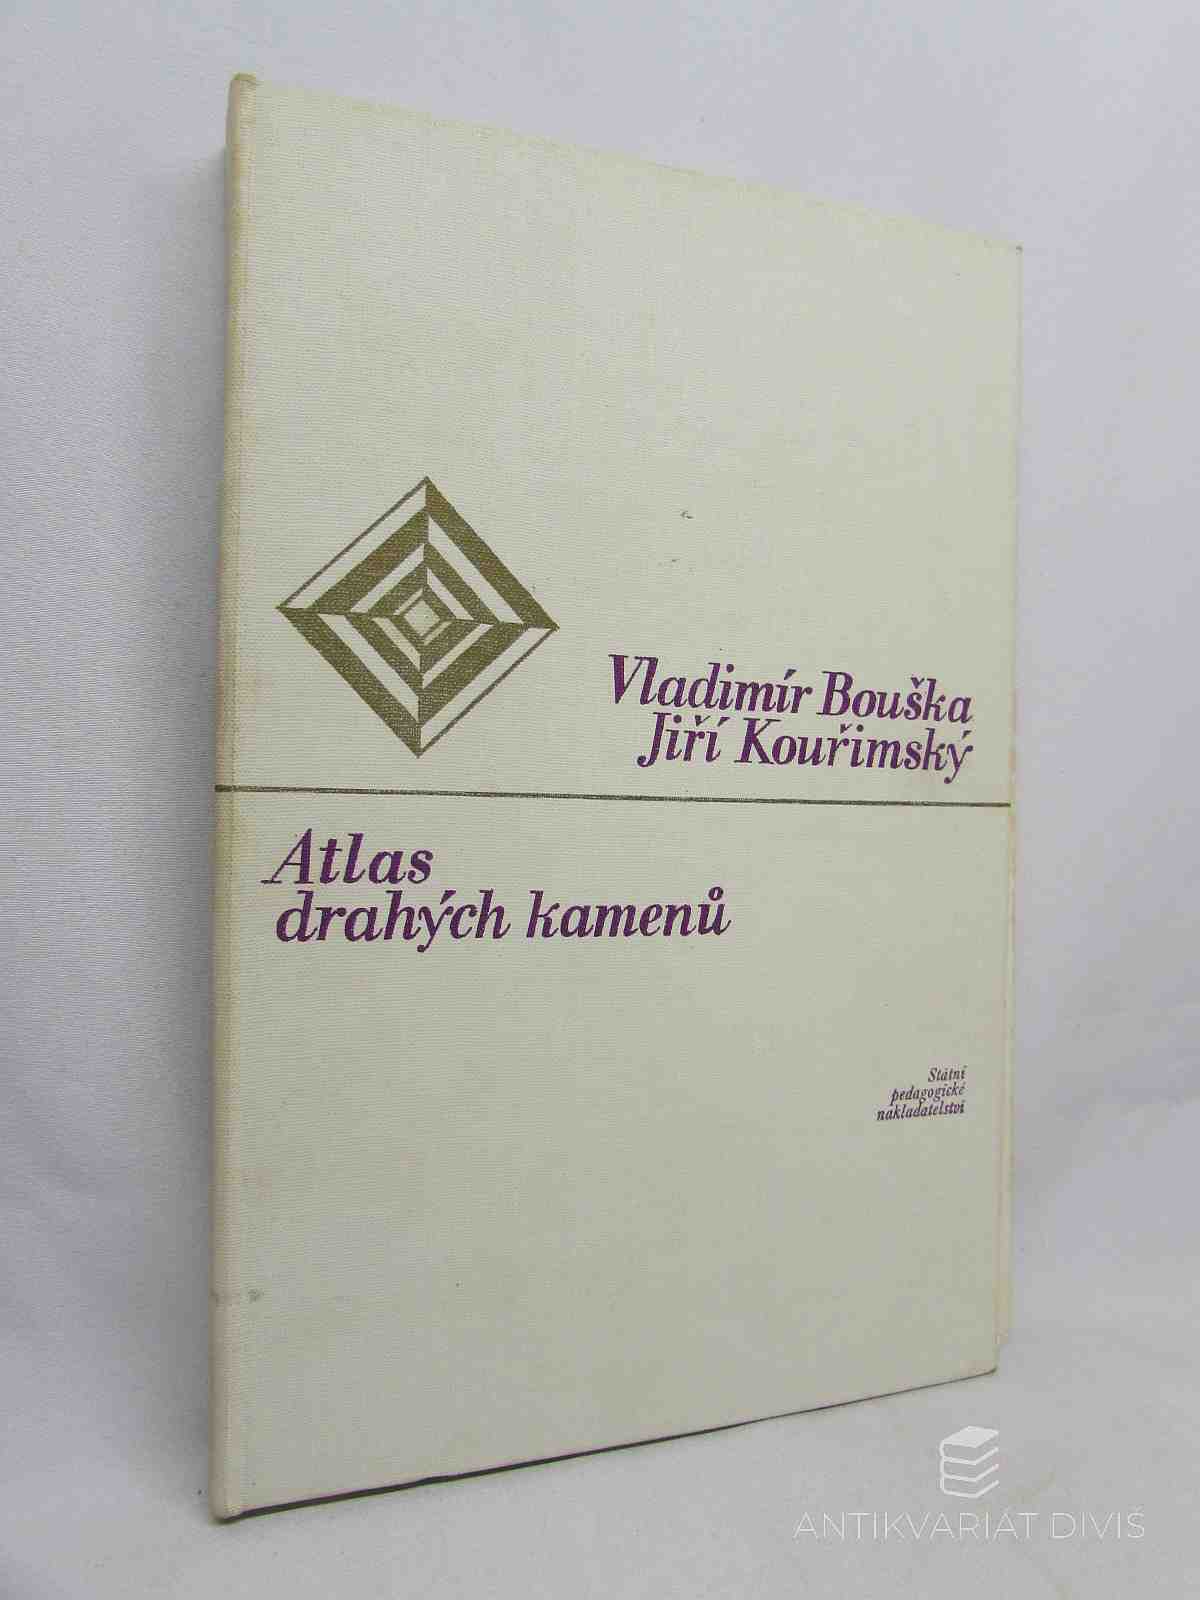 Vladimír Bouška
Jiří Kouřimský
Atlas
drahých kamenů
Státní
pedagogické
nakladatelství
ANTIKVARIÁT DIVIŠ